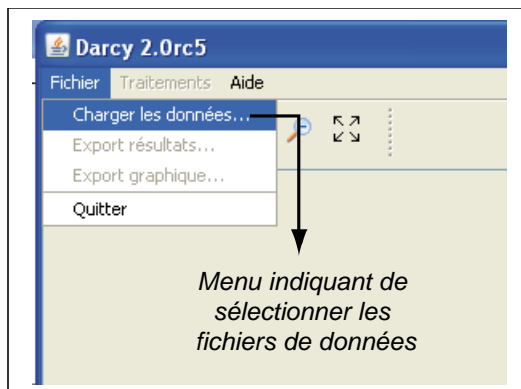 Darcy 2.0rc5
Fichier Traitements Aide
Charger les données...
Export résultats...
Export graphique...
Quitter
Menu indiquant de
sélectionner les
fichiers de données